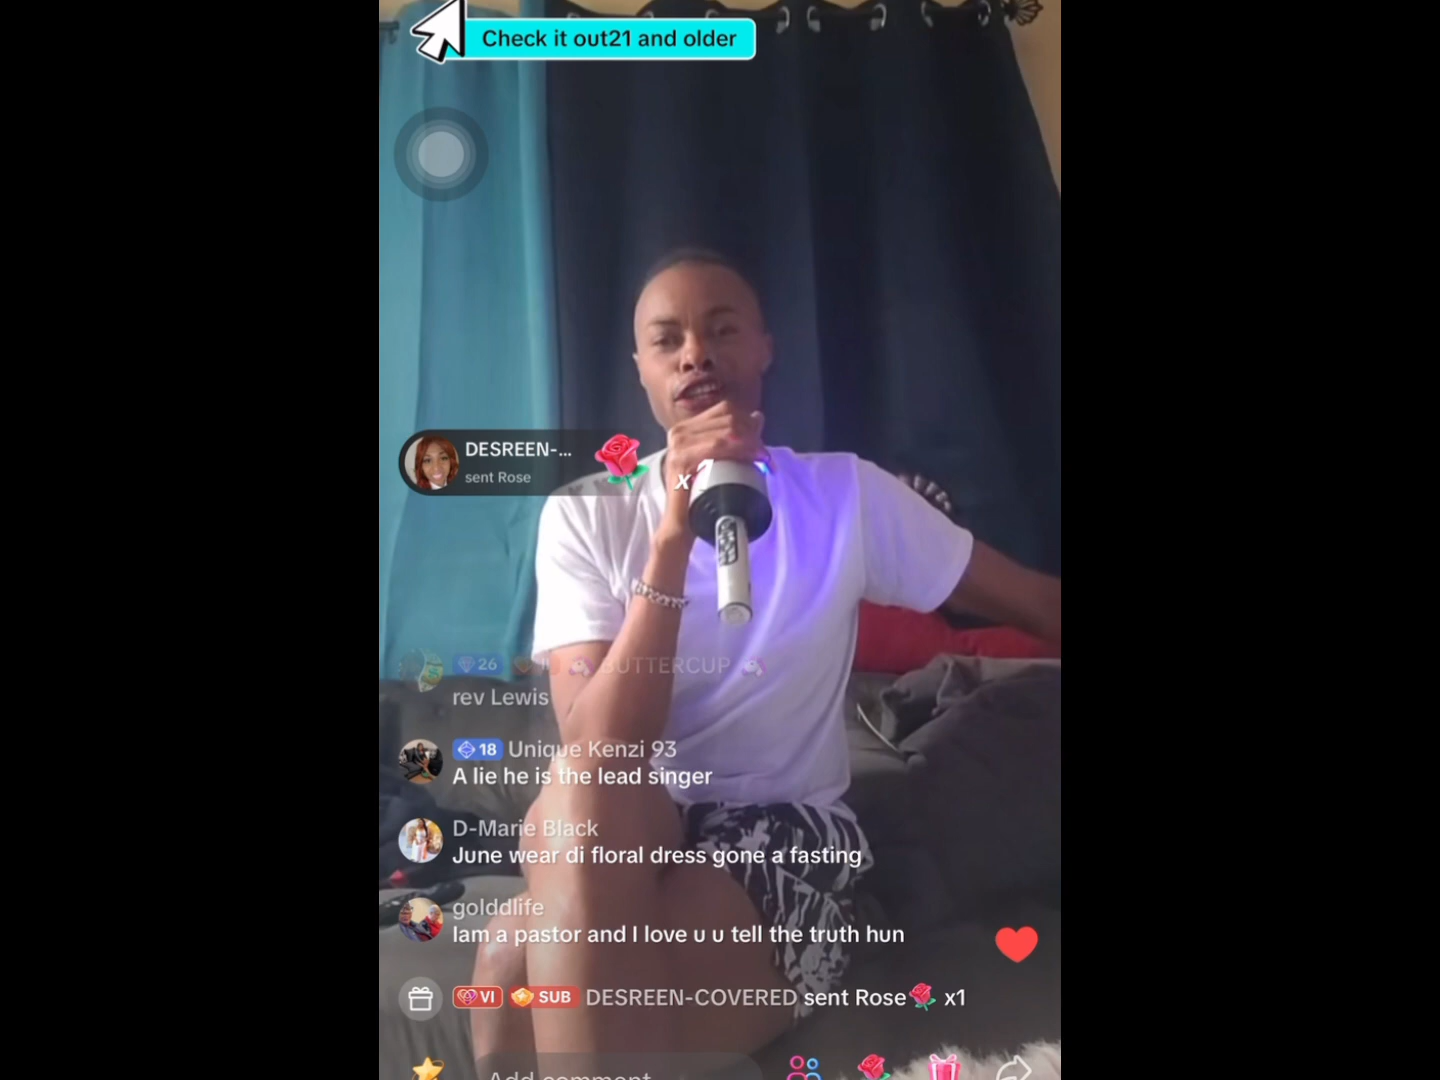 Check it out21 and older
DESREEN-...
sent Rose
x1
26 BUTTERCUP
rev Lewis
18 Unique Kenzi 93
A lie he is the lead singer
D-Marie Black
June wear di floral dress gone a fasting
golddlife
Iam a pastor and I love u u tell the truth hun
VI SUB DESREEN-COVERED sent Rose x1
Add comment